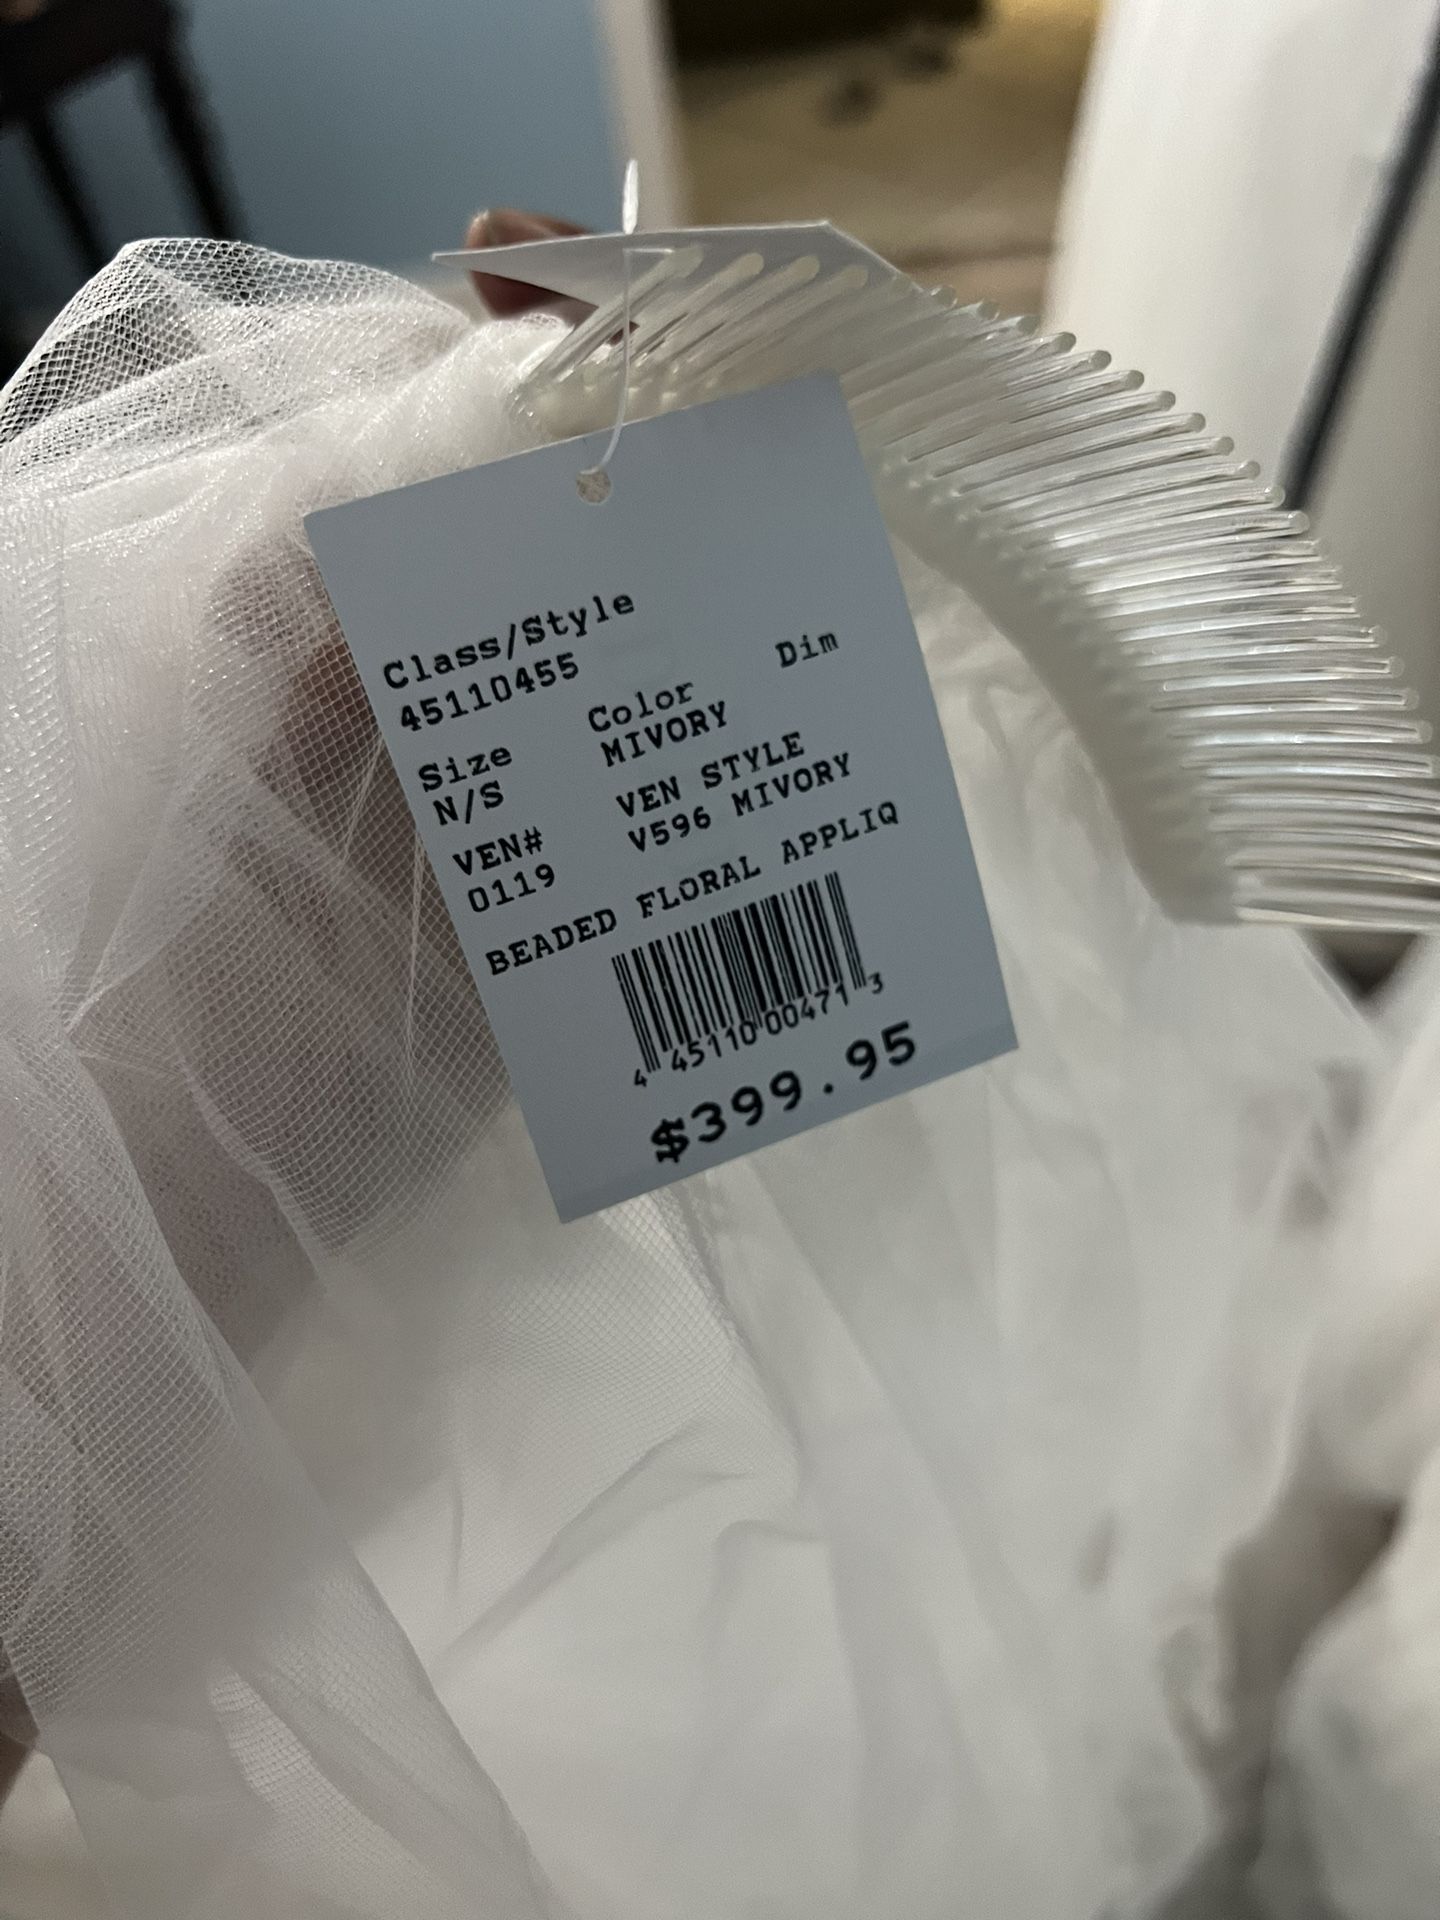 Class/Style
45110455
Size Color Dim
N/S MIVORY
VEN# VEN STYLE
0119 V596 MIVORY
BEADED FLORAL APPLIQ
4 45110 00471 3
$399.95